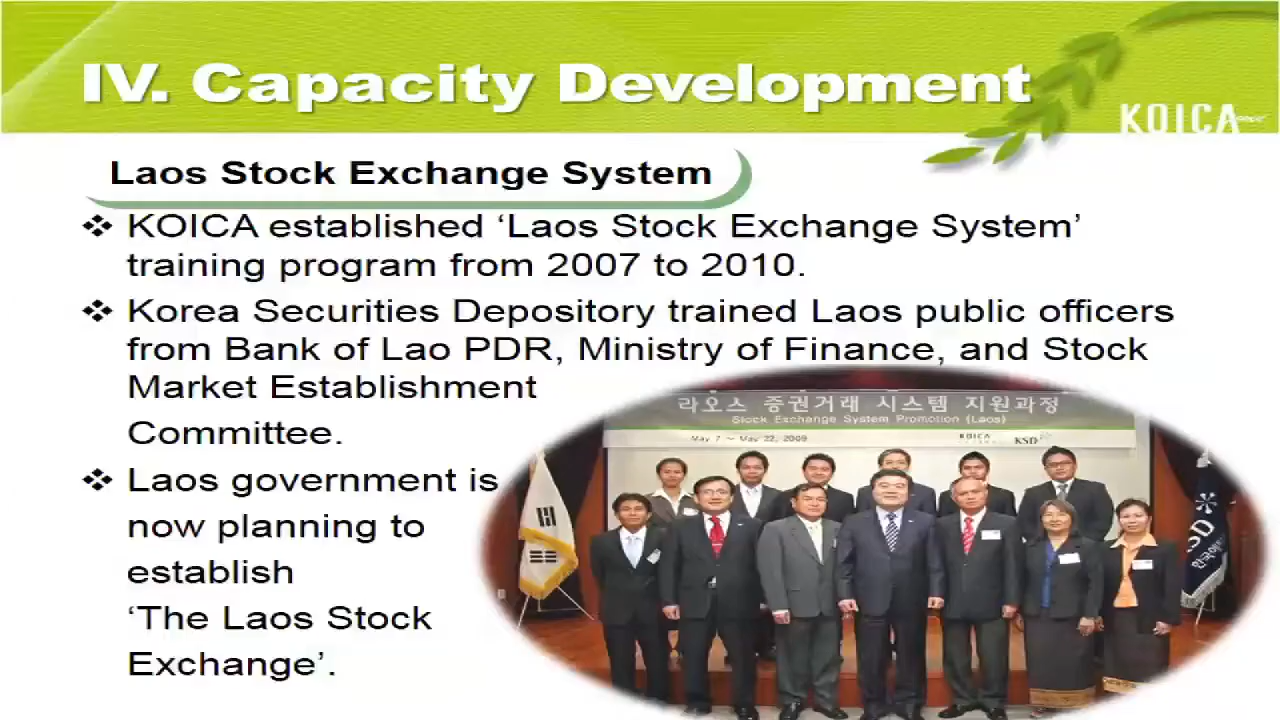 IV. Capacity Development
KOICA
Laos Stock Exchange System
❖ KOICA established ‘Laos Stock Exchange System’
training program from 2007 to 2010.
❖ Korea Securities Depository trained Laos public officers
from Bank of Lao PDR, Ministry of Finance, and Stock
Market Establishment
Committee.
❖ Laos government is
now planning to
establish
‘The Laos Stock
Exchange’.
라오스 증권거래 시스템 지원과정
Stock Exchange System Promotion (Laos)
May 7 ~ May 22, 2009
KOICA KSD
KSD